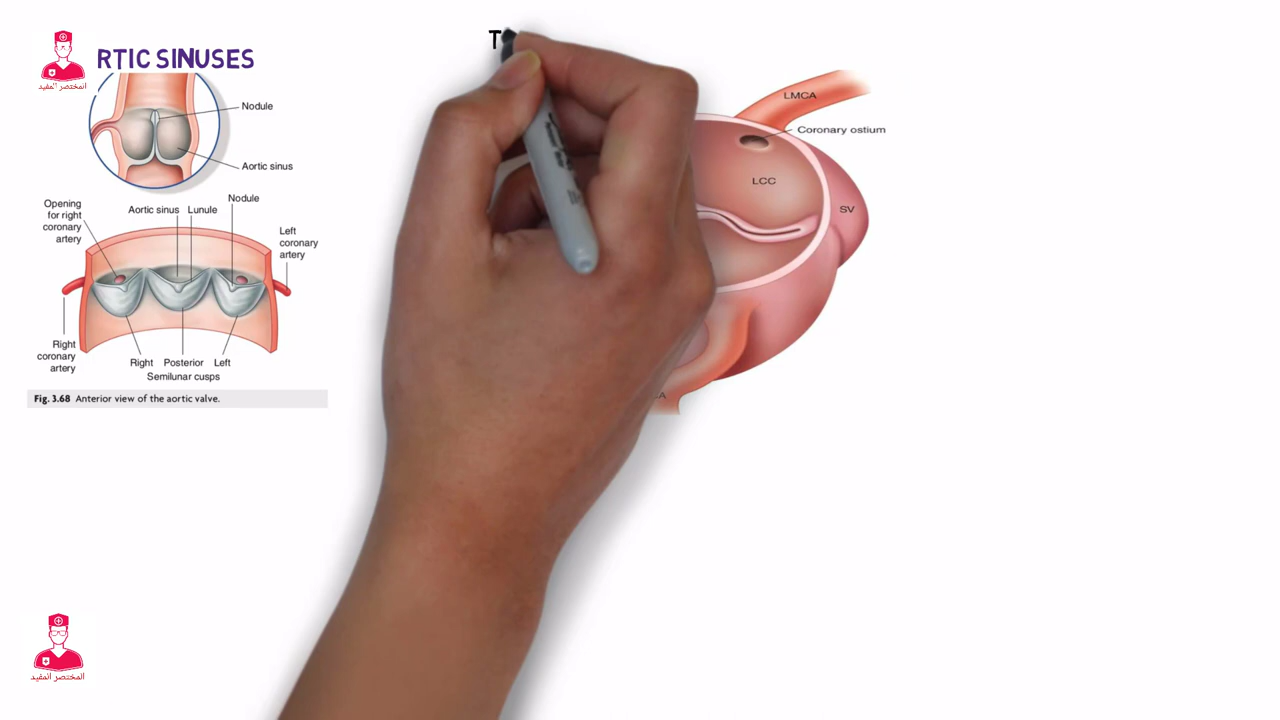 RTIC SINUSES
المختصر المفيد
Nodule
Aortic sinus
Nodule
Aortic sinus Lunule
Opening
for right
coronary
artery
Left
coronary
artery
Right
coronary
artery
Right Posterior Left
Semilunar cusps
Fig. 3.68 Anterior view of the aortic valve.
T
LMCA
Coronary ostium
LCC
SV
المختصر المفيد